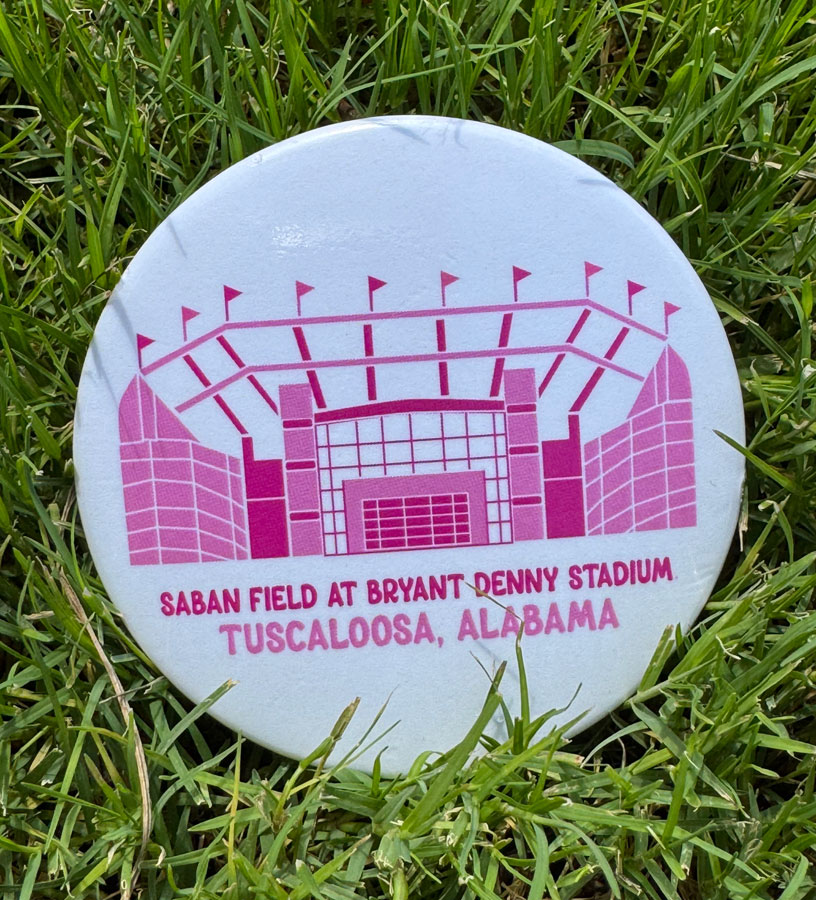 SABAN FIELD AT BRYANT DENNY STADIUM
TUSCALOOSA, ALABAMA